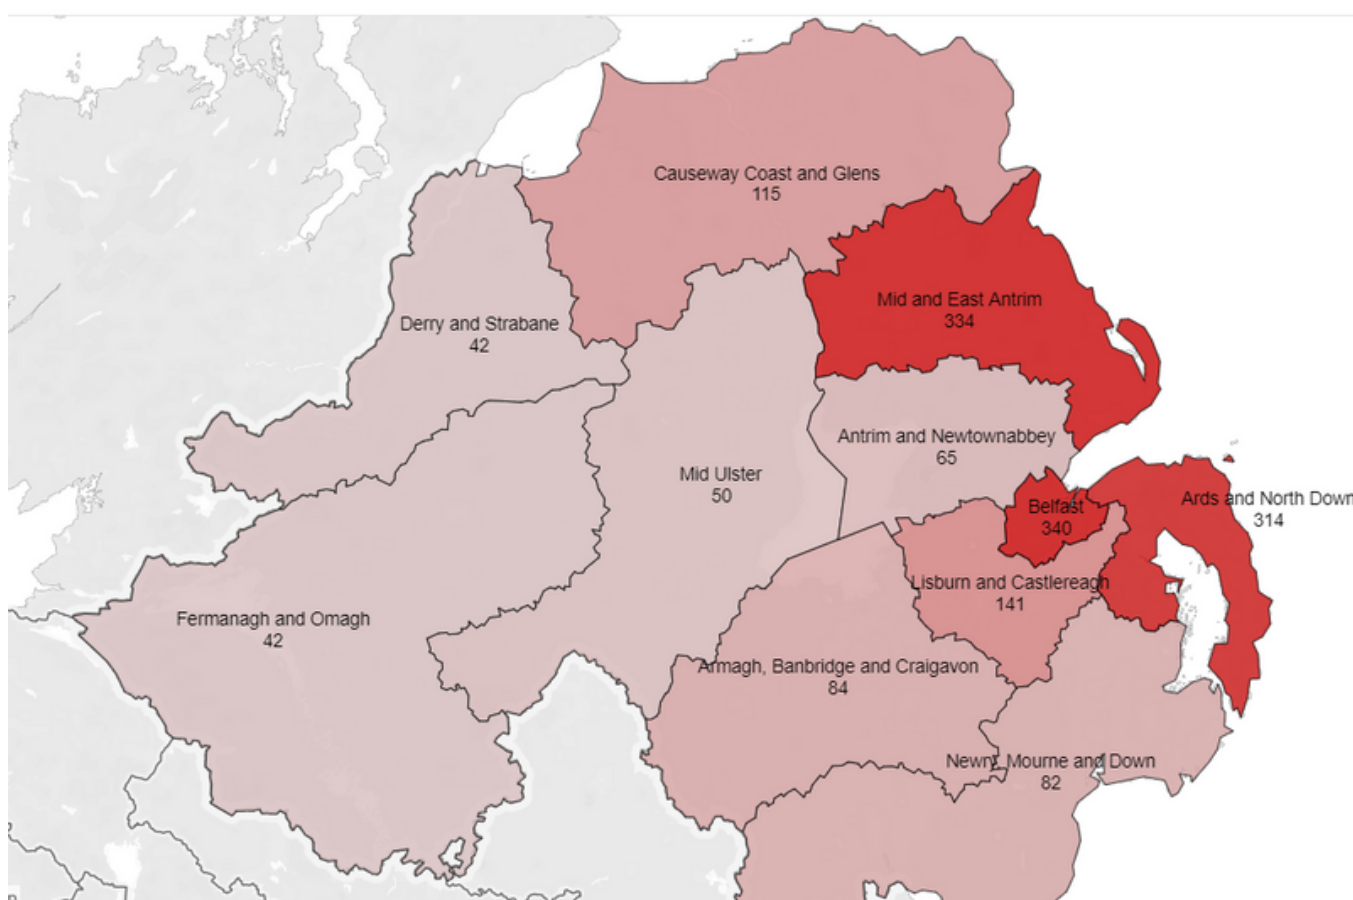 Causeway Coast and Glens
115
Mid and East Antrim
334
Derry and Strabane
42
Antrim and Newtownabbey
65
Mid Ulster
50
Belfast
340
Ards and North Down
314
Lisburn and Castlereagh
141
Fermanagh and Omagh
42
Armagh, Banbridge and Craigavon
84
Newry, Mourne and Down
82